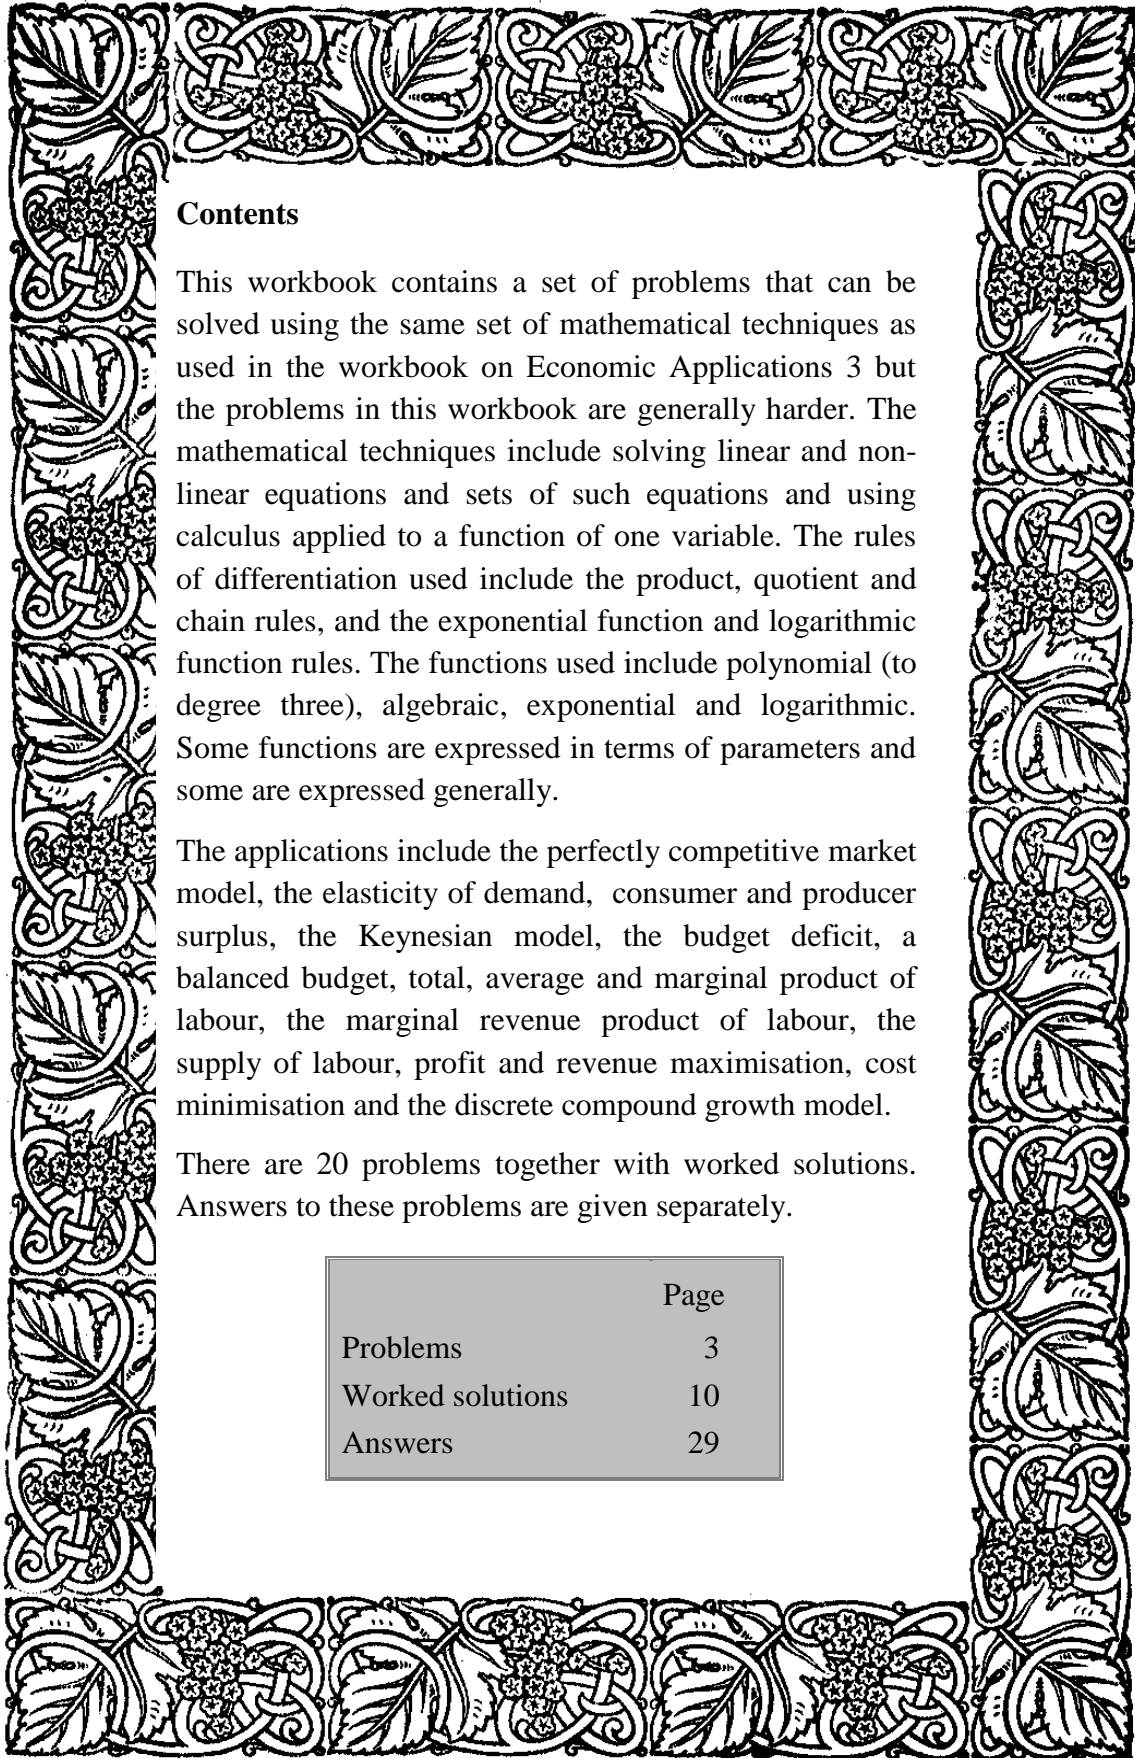 Contents
This workbook contains a set of problems that can be
solved using the same set of mathematical techniques as
used in the workbook on Economic Applications 3 but
the problems in this workbook are generally harder. The
mathematical techniques include solving linear and non-
linear equations and sets of such equations and using
calculus applied to a function of one variable. The rules
of differentiation used include the product, quotient and
chain rules, and the exponential function and logarithmic
function rules. The functions used include polynomial (to
degree three), algebraic, exponential and logarithmic.
Some functions are expressed in terms of parameters and
some are expressed generally.
The applications include the perfectly competitive market
model, the elasticity of demand, consumer and producer
surplus, the Keynesian model, the budget deficit, a
balanced budget, total, average and marginal product of
labour, the marginal revenue product of labour, the
supply of labour, profit and revenue maximisation, cost
minimisation and the discrete compound growth model.
There are 20 problems together with worked solutions.
Answers to these problems are given separately.
Page
Problems 3
Worked solutions 10
Answers 29